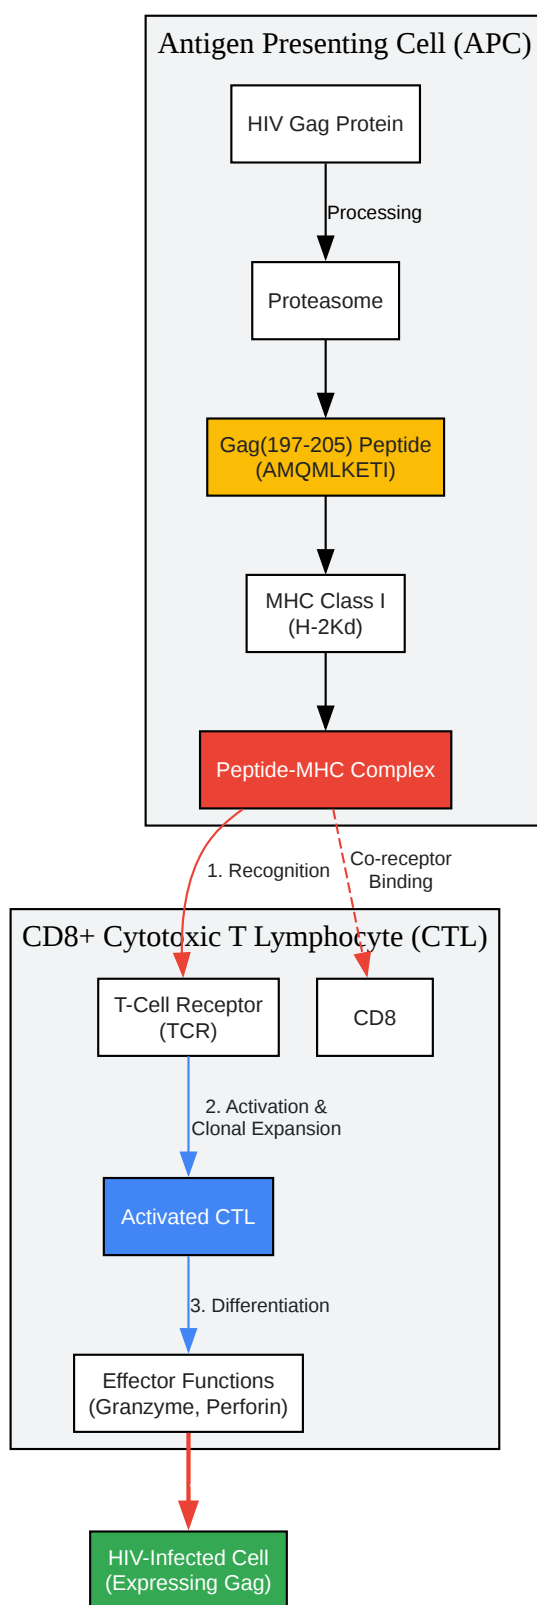 Antigen Presenting Cell (APC)
HIV Gag Protein
Processing
Proteasome
Gag(197-205) Peptide
(AMQMLKETI)
MHC Class I
(H-2Kd)
Peptide-MHC Complex
1. Recognition
Co-receptor
Binding
CD8+ Cytotoxic T Lymphocyte (CTL)
T-Cell Receptor
(TCR)
CD8
2. Activation &
Clonal Expansion
Activated CTL
3. Differentiation
Effector Functions
(Granzyme, Perforin)
HIV-Infected Cell
(Expressing Gag)